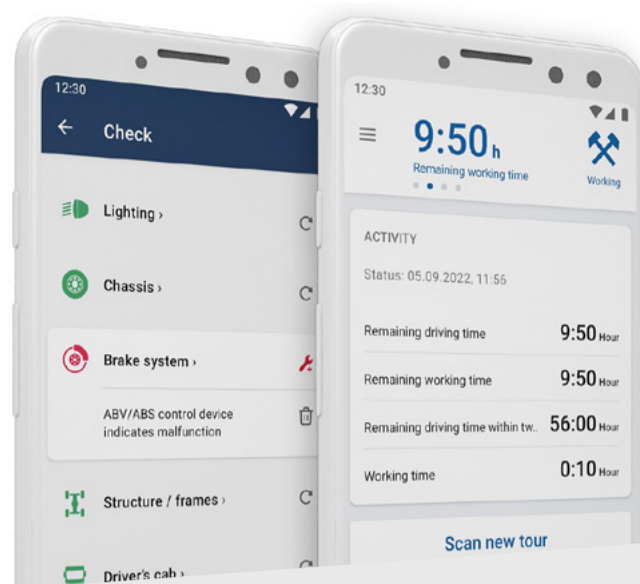 12:30
Check
Lighting ›
Chassis ›
Brake system ›
ABV/ABS control device
indicates malfunction
Structure / frames ›
Driver's cab ›
12:30
9:50 h
Remaining working time
Working
ACTIVITY
Status: 05.09.2022, 11:56
Remaining driving time 9:50 Hour
Remaining working time 9:50 Hour
Remaining driving time within tw.. 56:00 Hour
Working time 0:10 Hour
Scan new tour